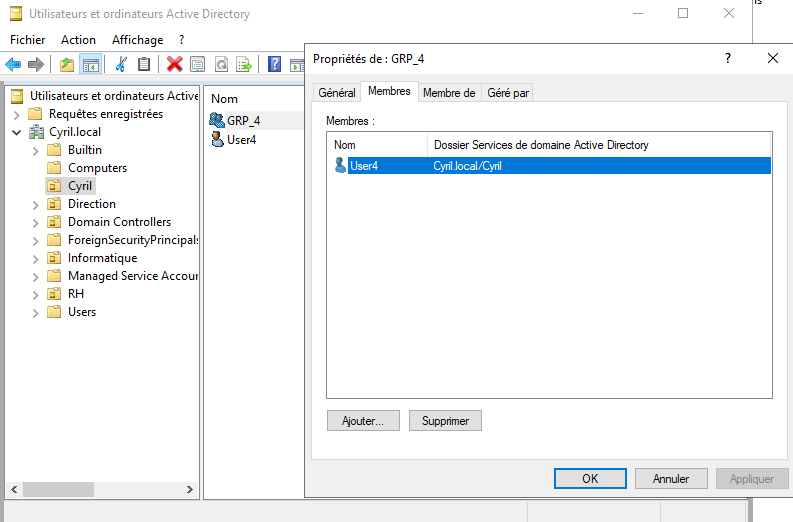 Utilisateurs et ordinateurs Active Directory
Fichier Action Affichage ?
Utilisateurs et ordinateurs Active
Requêtes enregistrées
Cyril.local
Builtin
Computers
Cyril
Direction
Domain Controllers
ForeignSecurityPrincipals
Informatique
Managed Service Accour
RH
Users
Nom
GRP_4
User4
Propriétés de : GRP_4
?
Général Membres Membre de Géré par
Membres :
Nom Dossier Services de domaine Active Directory
User4 Cyril.local/Cyril
Ajouter... Supprimer
OK Annuler Appliquer